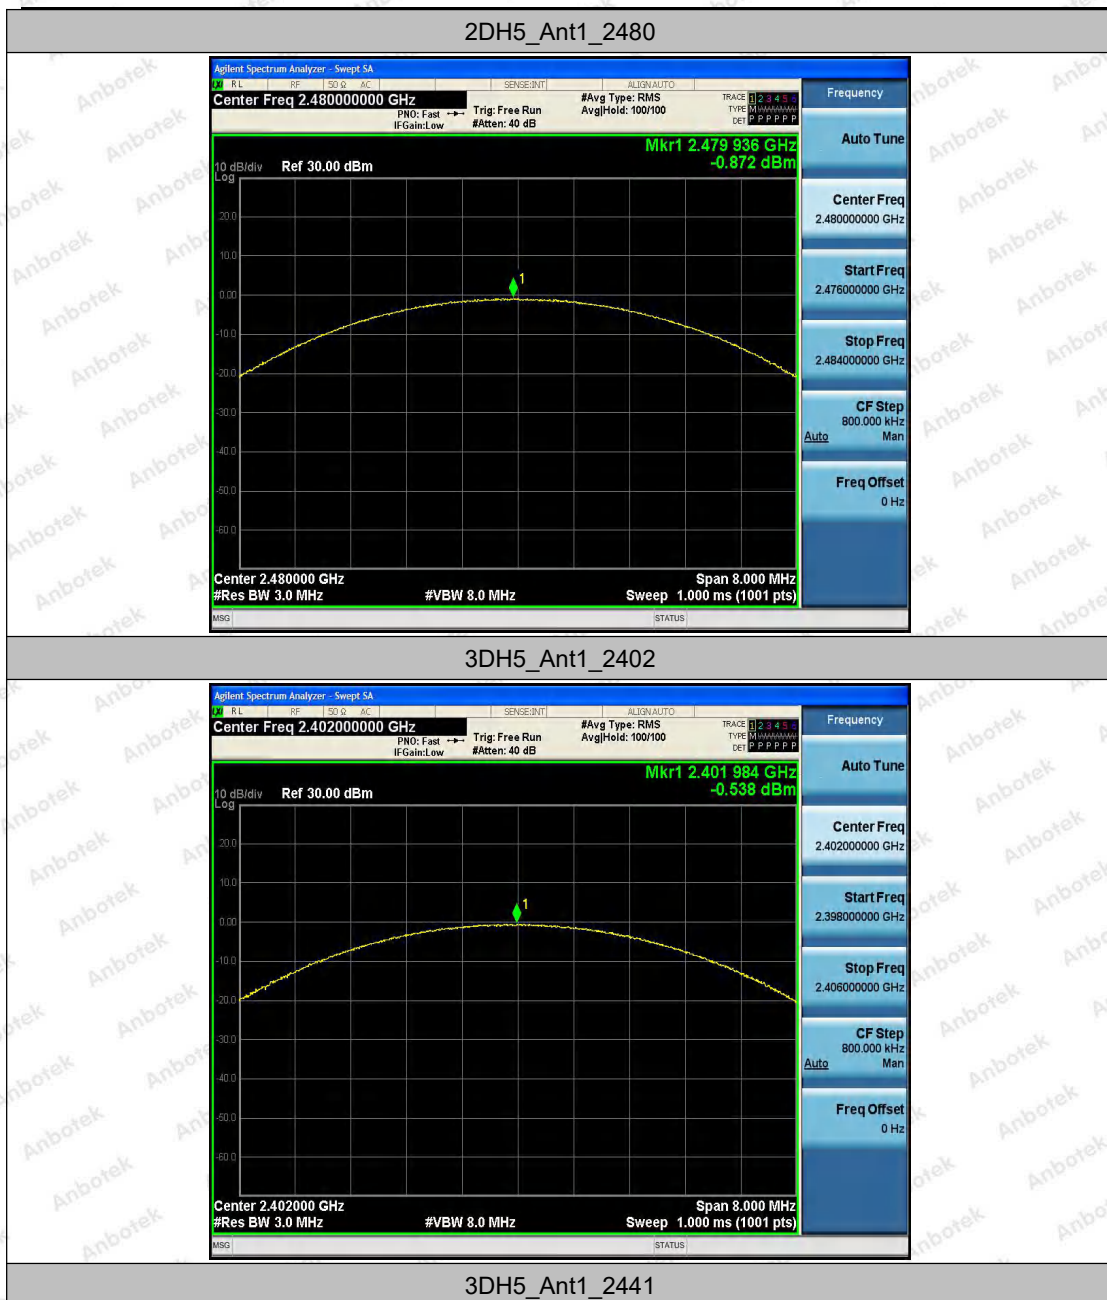 2DH5_Ant1_2480
Agilent Spectrum Analyzer - Swept SA
RL RF 50 Ω AC SENSE:INT ALIGNAUTO
Center Freq 2.480000000 GHz
PNO: Fast
IFGain:Low
Trig: Free Run
#Atten: 40 dB
#Avg Type: RMS
Avg|Hold: 100/100
TRACE 1 2 3 4 5 6
TYPE M
DET P P P P P P
Mkr1 2.479 936 GHz
-0.872 dBm
10 dB/div Ref 30.00 dBm
Log
20.0
10.0
0.00
-10.0
-20.0
-30.0
-40.0
-50.0
-60.0
1
Center 2.480000 GHz Span 8.000 MHz
#Res BW 3.0 MHz #VBW 8.0 MHz Sweep 1.000 ms (1001 pts)
MSG STATUS
Frequency
Auto Tune
Center Freq
2.480000000 GHz
Start Freq
2.476000000 GHz
Stop Freq
2.484000000 GHz
CF Step
800.000 kHz
Auto Man
Freq Offset
0 Hz
3DH5_Ant1_2402
Agilent Spectrum Analyzer - Swept SA
RL RF 50 Ω AC SENSE:INT ALIGNAUTO
Center Freq 2.402000000 GHz
PNO: Fast
IFGain:Low
Trig: Free Run
#Atten: 40 dB
#Avg Type: RMS
Avg|Hold: 100/100
TRACE 1 2 3 4 5 6
TYPE M
DET P P P P P P
Mkr1 2.401 984 GHz
-0.538 dBm
10 dB/div Ref 30.00 dBm
Log
20.0
10.0
0.00
-10.0
-20.0
-30.0
-40.0
-50.0
-60.0
1
Center 2.402000 GHz Span 8.000 MHz
#Res BW 3.0 MHz #VBW 8.0 MHz Sweep 1.000 ms (1001 pts)
MSG STATUS
Frequency
Auto Tune
Center Freq
2.402000000 GHz
Start Freq
2.398000000 GHz
Stop Freq
2.406000000 GHz
CF Step
800.000 kHz
Auto Man
Freq Offset
0 Hz
3DH5_Ant1_2441
Anbotek